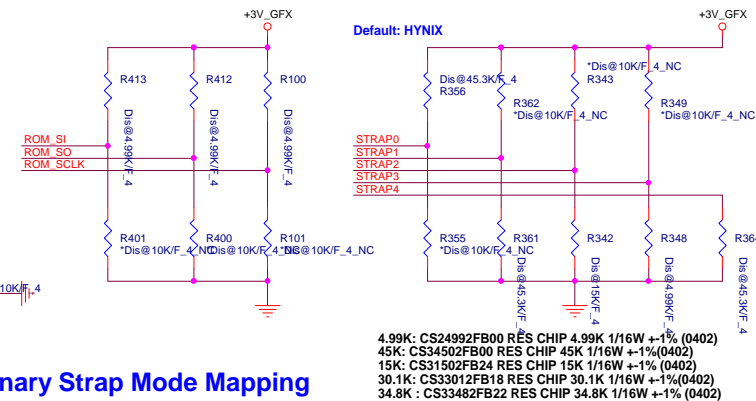 +3V_GFX
+3V_GFX
Default: HYNIX
R413
R412
R100
Dis@4.99K/F_4
Dis@4.99K/F_4
Dis@4.99K/F_4
Dis@45.3K/F_4
R356
R362
*Dis@10K/F_4_NC
*Dis@10K/F_4_NC
R343
R349
*Dis@10K/F_4_NC
ROM_SI
ROM_SO
ROM_SCLK
STRAP0
STRAP1
STRAP2
STRAP3
STRAP4
R401
*Dis@10K/F_4_NC
R400
*Dis@10K/F_4_NC
R101
*Dis@10K/F_4_NC
R355
*Dis@10K/F_4_NC
R361
Dis@45.3K/F_4
R342
Dis@15K/F_4
R348
Dis@4.99K/F_4
R36
Dis@45.3K/F_4
10K/F_4
4.99K: CS24992FB00 RES CHIP 4.99K 1/16W +-1% (0402)
45K: CS34502FB00 RES CHIP 45K 1/16W +-1%(0402)
15K: CS31502FB24 RES CHIP 15K 1/16W +-1% (0402)
30.1K: CS33012FB18 RES CHIP 30.1K 1/16W +-1%(0402)
34.8K : CS33482FB22 RES CHIP 34.8K 1/16W +-1% (0402)
nary Strap Mode Mapping